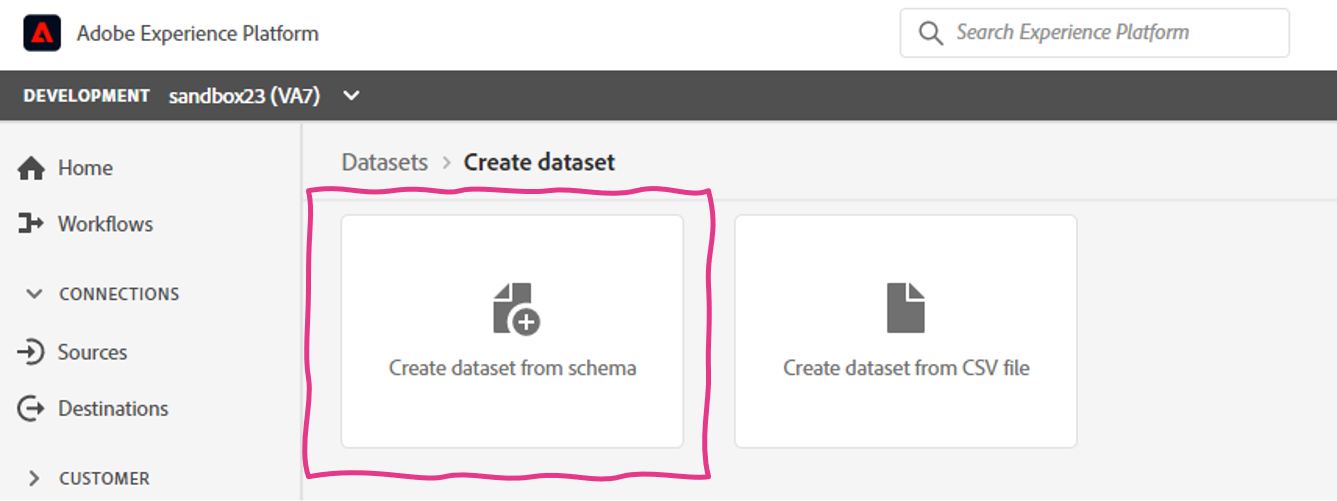 Adobe Experience Platform
Search Experience Platform
DEVELOPMENT sandbox23 (VA7)
Home
Workflows
CONNECTIONS
Sources
Destinations
CUSTOMER
Datasets > Create dataset
Create dataset from schema
Create dataset from CSV file